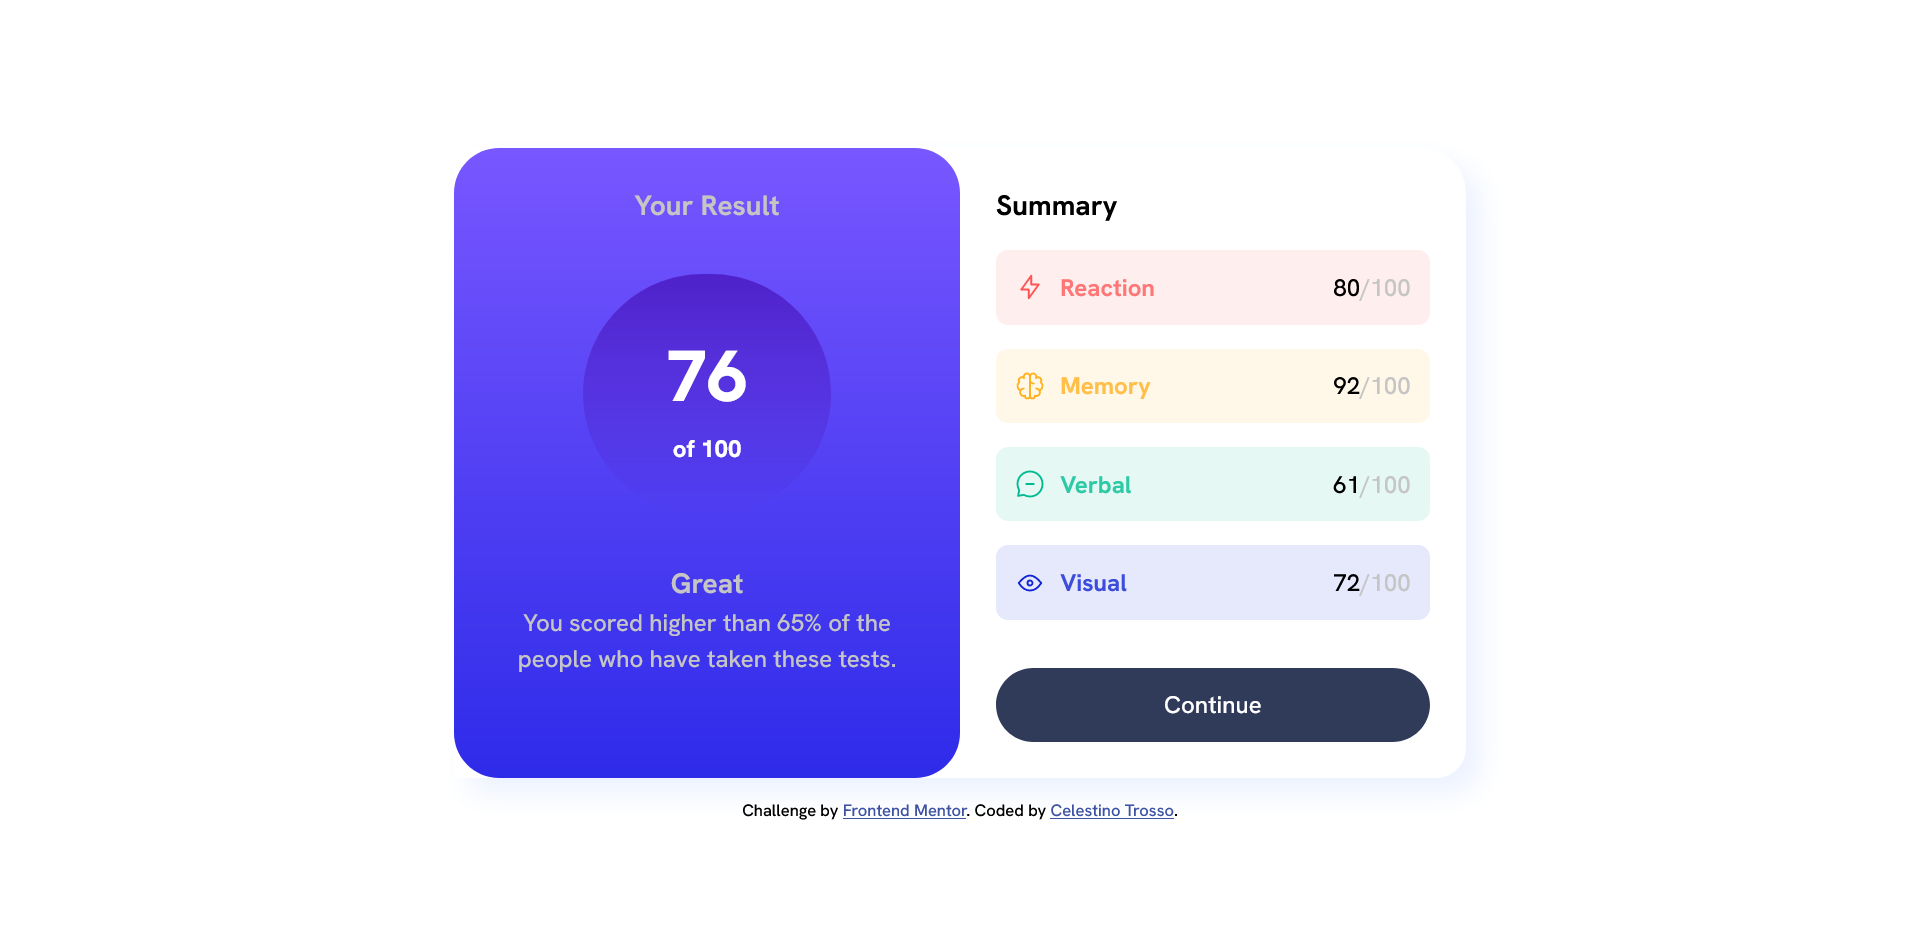 Your Result
76
of 100
Great
You scored higher than 65% of the
people who have taken these tests.
Summary
Reaction 80/100
Memory 92/100
Verbal 61/100
Visual 72/100
Continue
Challenge by Frontend Mentor. Coded by Celestino Trosso.